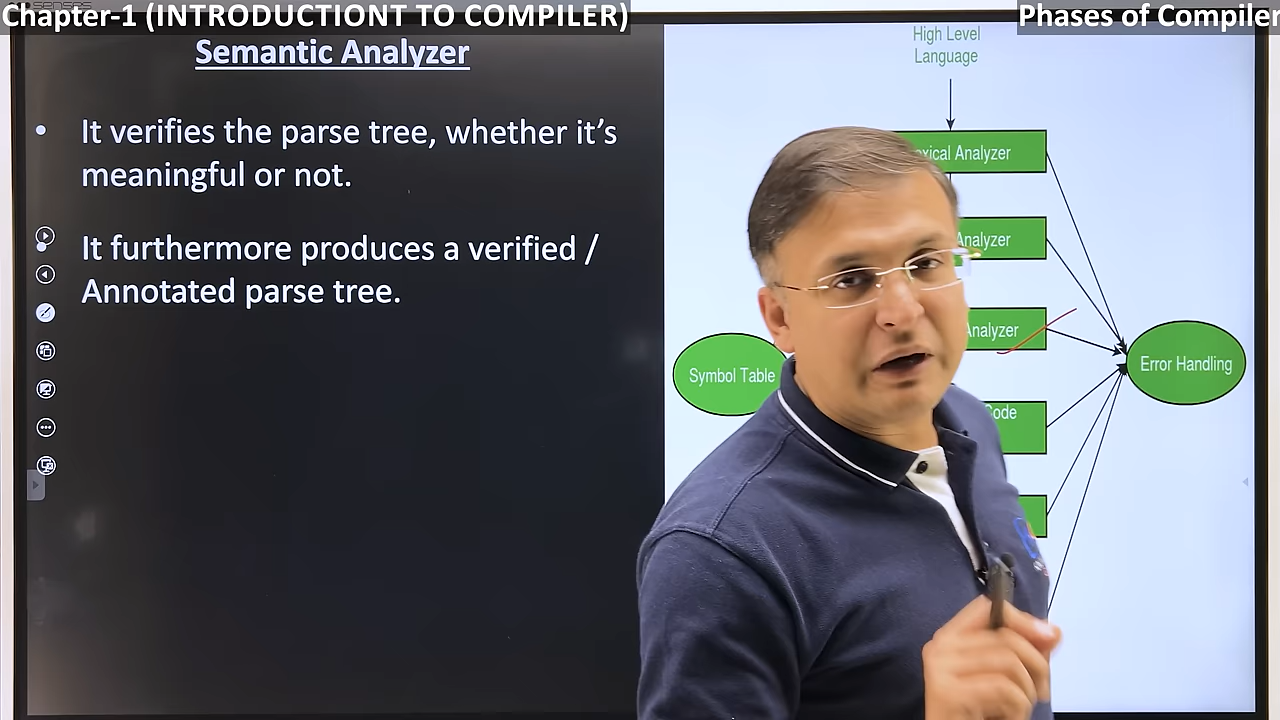 Chapter-1 (INTRODUCTIONT TO COMPILER)
Phases of Compiler
Semantic Analyzer
• It verifies the parse tree, whether it's
meaningful or not.
It furthermore produces a verified /
Annotated parse tree.
High Level
Language
Analyzer
Analyzer
Analyzer
Symbol Table
Error Handling
Code